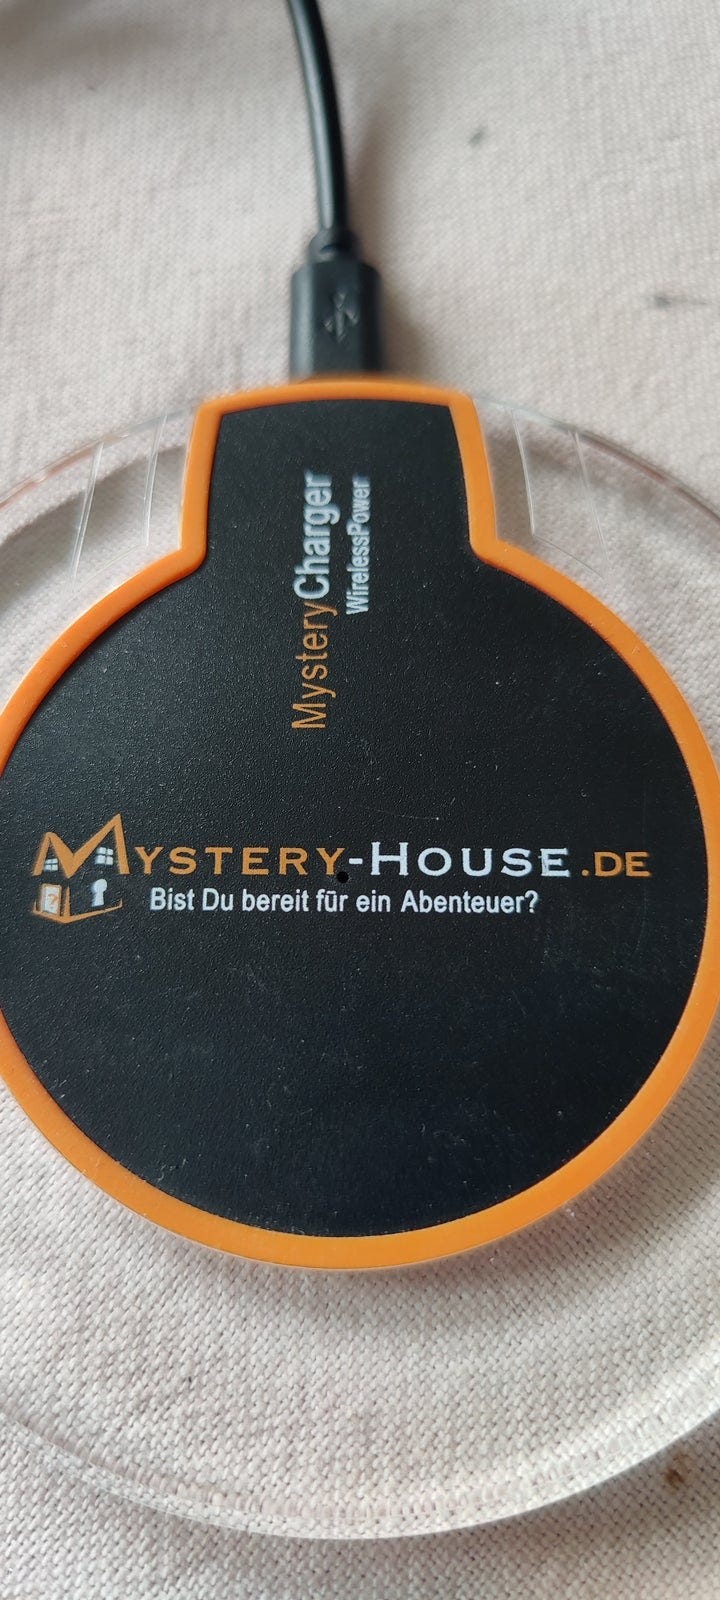 MysteryCharger
WirelessPower
MYSTERY-HOUSE.DE
Bist Du bereit für ein Abenteuer?